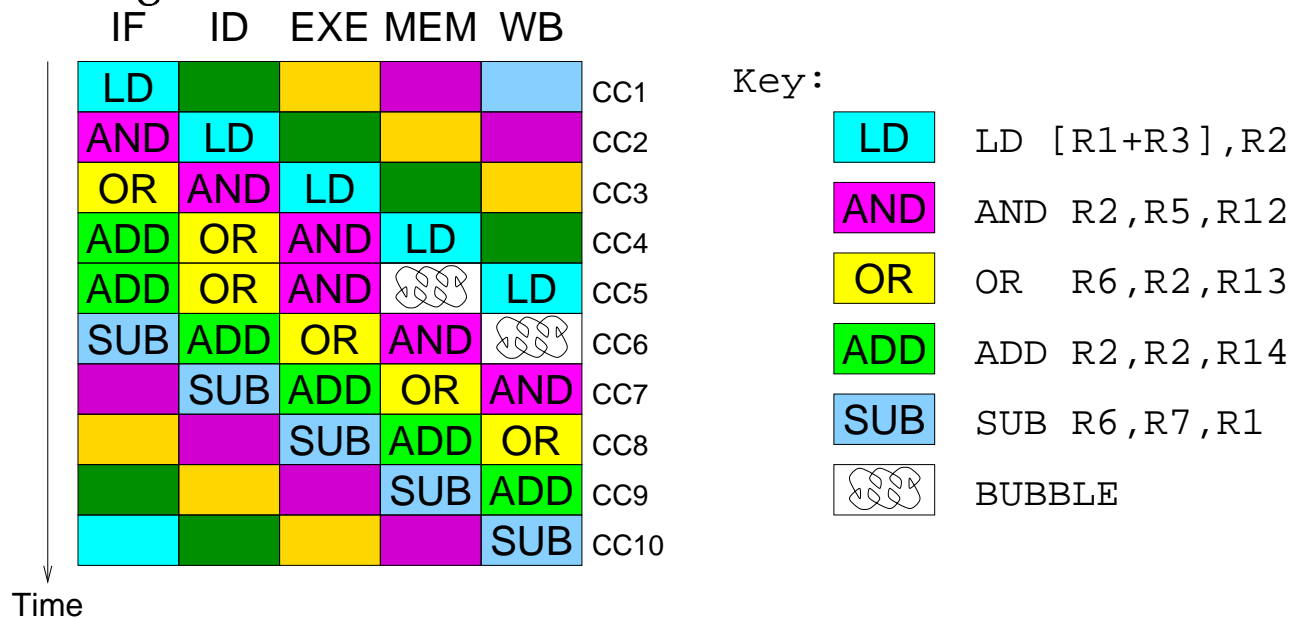 IF ID EXE MEM WB
LD CC1
AND LD CC2
OR AND LD CC3
ADD OR AND LD CC4
ADD OR AND LD CC5
SUB ADD OR AND CC6
SUB ADD OR AND CC7
SUB ADD OR CC8
SUB ADD CC9
SUB CC10
Time
Key:
LD LD [R1+R3],R2
AND AND R2,R5,R12
OR OR R6,R2,R13
ADD ADD R2,R2,R14
SUB SUB R6,R7,R1
BUBBLE